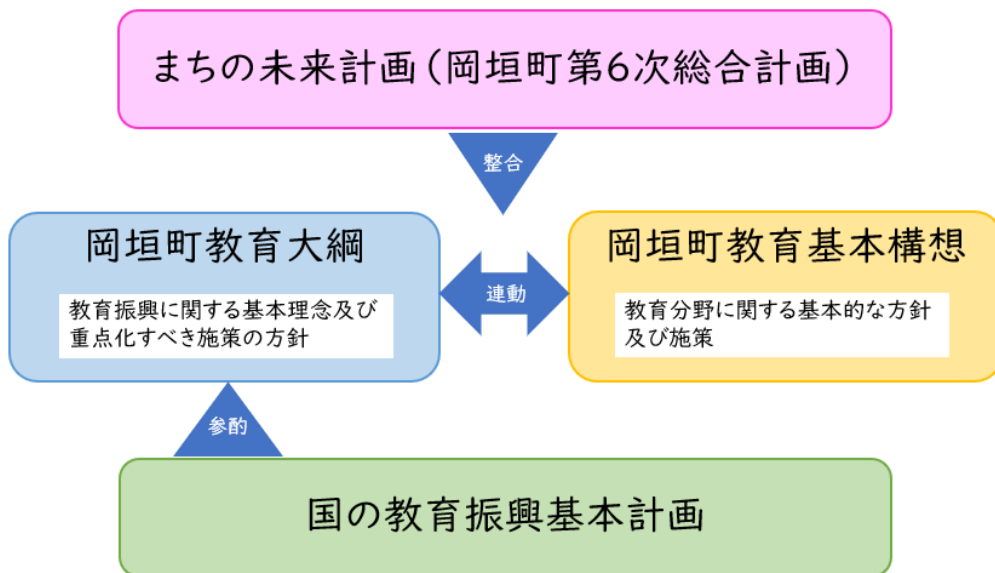 まちの未来計画（岡垣町第6次総合計画）
整合
岡垣町教育大綱
教育振興に関する基本理念及び
重点化すべき施策の方針
連動
岡垣町教育基本構想
教育分野に関する基本的な方針
及び施策
参酌
国の教育振興基本計画